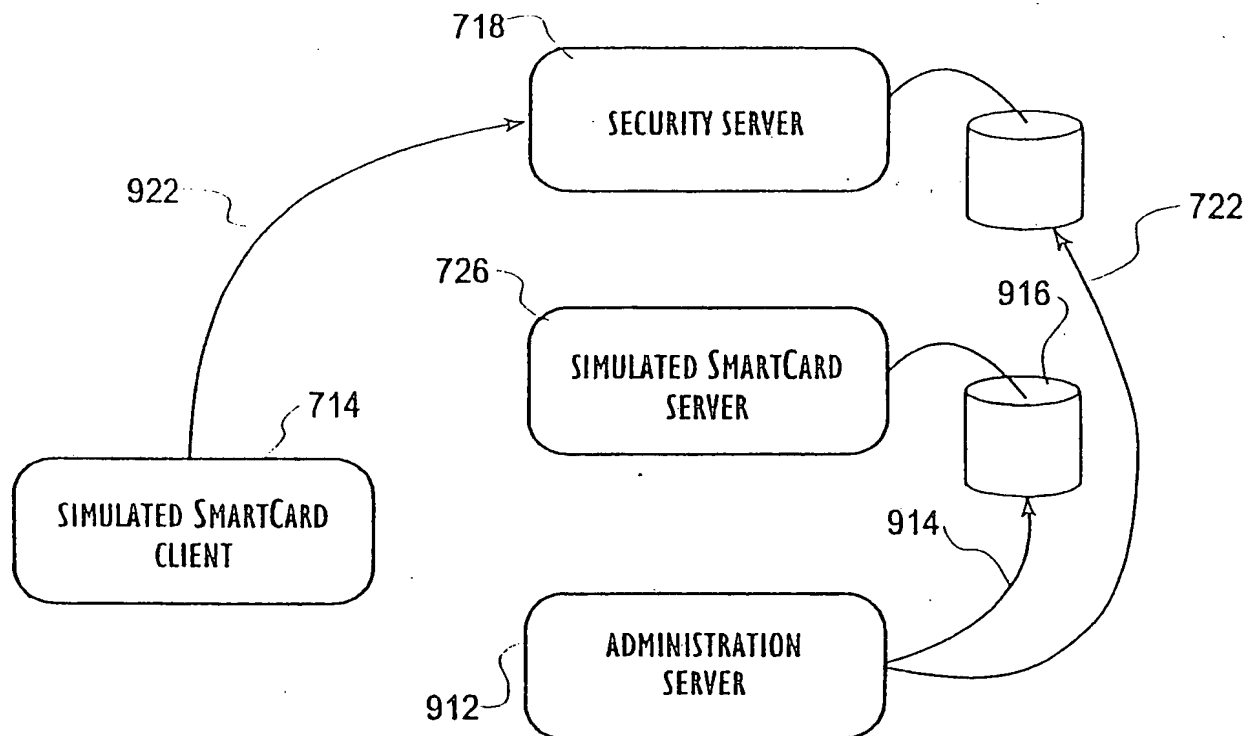 718
SECURITY SERVER
922
722
726
916
SIMULATED SMARTCARD
SERVER
714
SIMULATED SMARTCARD
CLIENT
914
ADMINISTRATION
SERVER
912